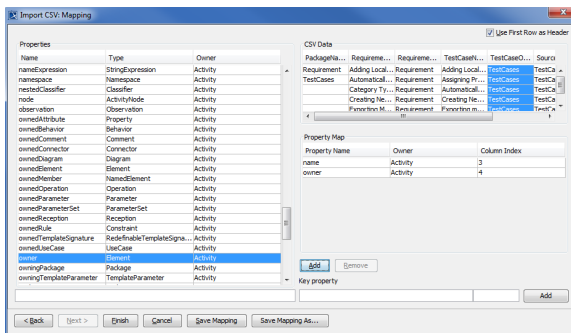 Import CSV: Mapping
Use First Row as Header
Properties
CSV Data
Name Type Owner
nameExpression StringExpression Activity
namespace Namespace Activity
nestedClassifier Classifier Activity
node ActivityNode Activity
observation Observation Activity
ownedAttribute Property Activity
ownedBehavior Behavior Activity
ownedComment Comment Activity
ownedConnector Connector Activity
ownedDiagram Diagram Activity
ownedElement Element Activity
ownedMember NamedElement Activity
ownedOperation Operation Activity
ownedParameter Parameter Activity
ownedParameterSet ParameterSet Activity
ownedReception Reception Activity
ownedRule Constraint Activity
ownedTemplateSignature RedefinableTemplateSigna... Activity
ownedUseCase UseCase Activity
owner Element Activity
owningPackage Package Activity
owningTemplateParameter TemplateParameter Activity
PackageNa... Requireme... Requireme... TestCaseN... TestCaseO... Source
Requirement Adding Local... Requirement Adding Local... TestCases TestCa
TestCases Automaticall... Requirement Assigning Pr... TestCases TestCa
Category Ty... Requirement Automaticall... TestCases TestCa
Creating Ne... Requirement Creating Ne... TestCases TestCa
Exporting M... Requirement Exporting m... TestCases TestCa
Property Map
Property Name Owner Column Index
name Activity 3
owner Activity 4
Add Remove
Key property
Add
< Back Next > Finish Cancel Save Mapping Save Mapping As...